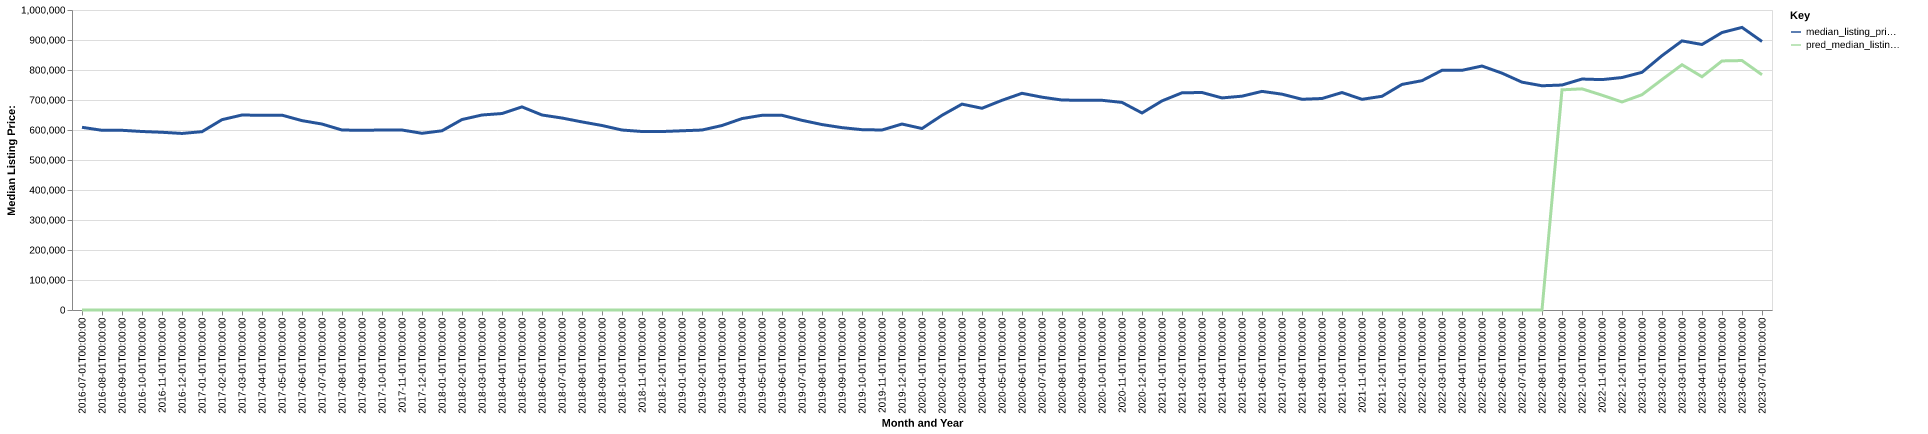 1,000,000
900,000
800,000
700,000
600,000
500,000
400,000
300,000
200,000
100,000
0
Median Listing Price:
2016-07-01T00:00:00
2016-08-01T00:00:00
2016-09-01T00:00:00
2016-10-01T00:00:00
2016-11-01T00:00:00
2016-12-01T00:00:00
2017-01-01T00:00:00
2017-02-01T00:00:00
2017-03-01T00:00:00
2017-04-01T00:00:00
2017-05-01T00:00:00
2017-06-01T00:00:00
2017-07-01T00:00:00
2017-08-01T00:00:00
2017-09-01T00:00:00
2017-10-01T00:00:00
2017-11-01T00:00:00
2017-12-01T00:00:00
2018-01-01T00:00:00
2018-02-01T00:00:00
2018-03-01T00:00:00
2018-04-01T00:00:00
2018-05-01T00:00:00
2018-06-01T00:00:00
2018-07-01T00:00:00
2018-08-01T00:00:00
2018-09-01T00:00:00
2018-10-01T00:00:00
2018-11-01T00:00:00
2018-12-01T00:00:00
2019-01-01T00:00:00
2019-02-01T00:00:00
2019-03-01T00:00:00
2019-04-01T00:00:00
2019-05-01T00:00:00
2019-06-01T00:00:00
2019-07-01T00:00:00
2019-08-01T00:00:00
2019-09-01T00:00:00
2019-10-01T00:00:00
2019-11-01T00:00:00
2019-12-01T00:00:00
2020-01-01T00:00:00
2020-02-01T00:00:00
2020-03-01T00:00:00
2020-04-01T00:00:00
2020-05-01T00:00:00
2020-06-01T00:00:00
2020-07-01T00:00:00
2020-08-01T00:00:00
2020-09-01T00:00:00
2020-10-01T00:00:00
2020-11-01T00:00:00
2020-12-01T00:00:00
2021-01-01T00:00:00
2021-02-01T00:00:00
2021-03-01T00:00:00
2021-04-01T00:00:00
2021-05-01T00:00:00
2021-06-01T00:00:00
2021-07-01T00:00:00
2021-08-01T00:00:00
2021-09-01T00:00:00
2021-10-01T00:00:00
2021-11-01T00:00:00
2021-12-01T00:00:00
2022-01-01T00:00:00
2022-02-01T00:00:00
2022-03-01T00:00:00
2022-04-01T00:00:00
2022-05-01T00:00:00
2022-06-01T00:00:00
2022-07-01T00:00:00
2022-08-01T00:00:00
2022-09-01T00:00:00
2022-10-01T00:00:00
2022-11-01T00:00:00
2022-12-01T00:00:00
2023-01-01T00:00:00
2023-02-01T00:00:00
2023-03-01T00:00:00
2023-04-01T00:00:00
2023-05-01T00:00:00
2023-06-01T00:00:00
2023-07-01T00:00:00
Month and Year
Key
median_listing_pri…
pred_median_listin…